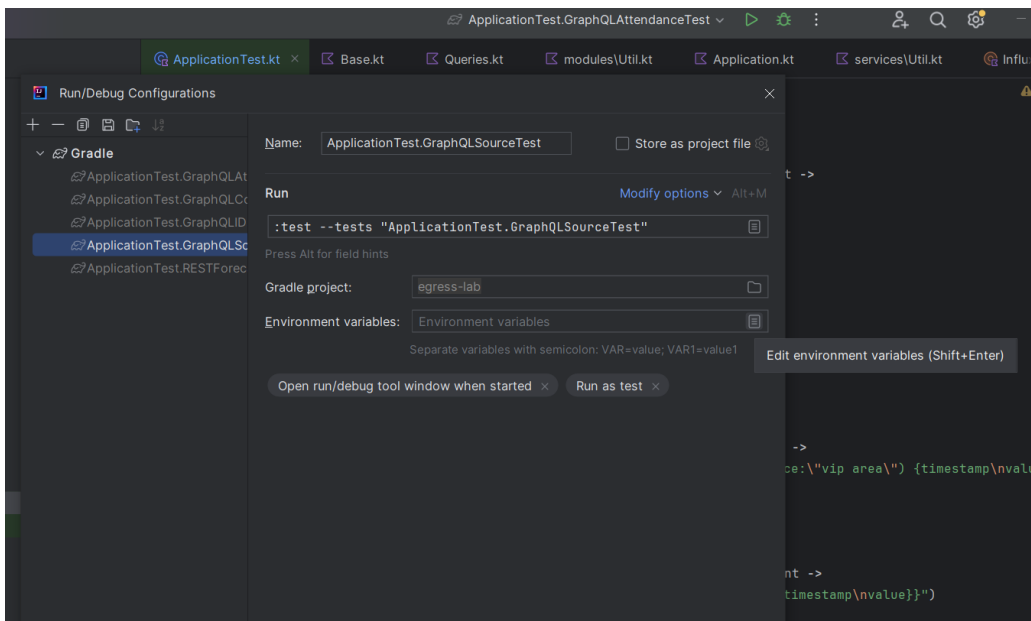 ApplicationTest.GraphQLAttendanceTest
ApplicationTest.kt Base.kt Queries.kt modules\Util.kt Application.kt services\Util.kt Influ
Run/Debug Configurations
Gradle
ApplicationTest.GraphQLAt
ApplicationTest.GraphQLCo
ApplicationTest.GraphQLID
ApplicationTest.GraphQLSo
ApplicationTest.RESTForec
Name: ApplicationTest.GraphQLSourceTest Store as project file
t ->
Run Modify options Alt+M
:test --tests "ApplicationTest.GraphQLSourceTest"
Press Alt for field hints
Gradle project: egress-lab
Environment variables: Environment variables
Separate variables with semicolon: VAR=value; VAR1=value1
Edit environment variables (Shift+Enter)
Open run/debug tool window when started Run as test
->
ce:\"vip area\") {timestamp\nvalu
nt ->
timestamp\nvalue}}")